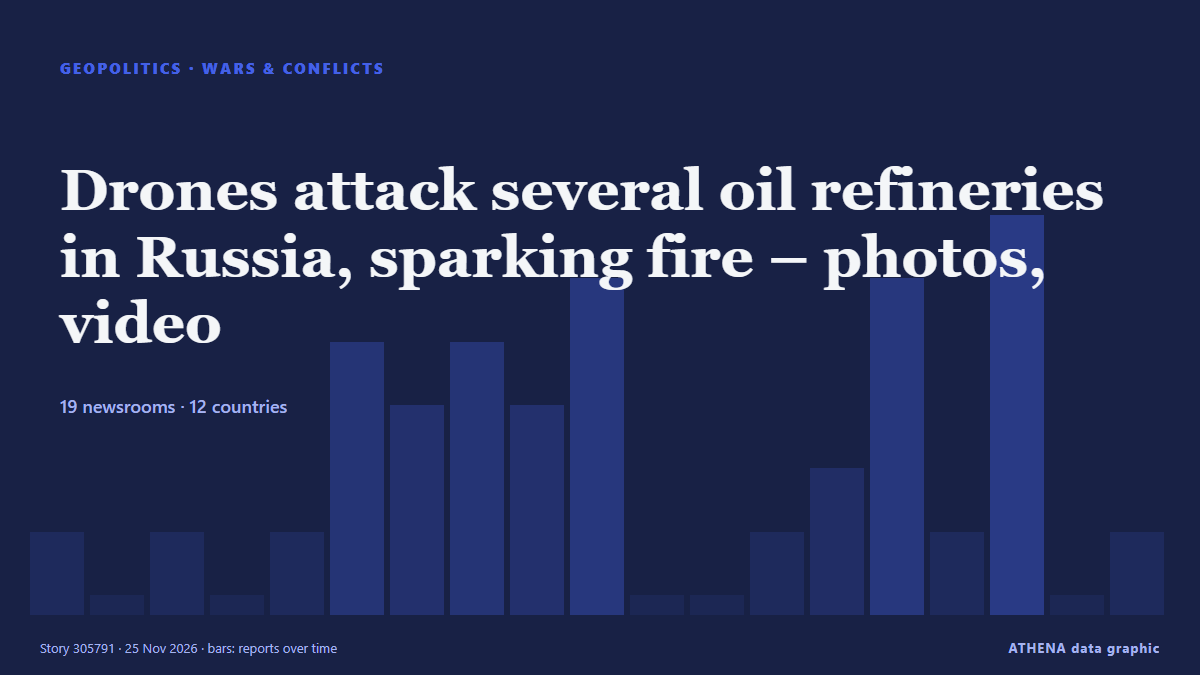 GEOPOLITICS · WARS & CONFLICTS
Drones attack several oil refineries
in Russia, sparking fire – photos,
video
19 newsrooms · 12 countries
Story 305791 · 25 Nov 2026 · bars: reports over time
ATHENA data graphic